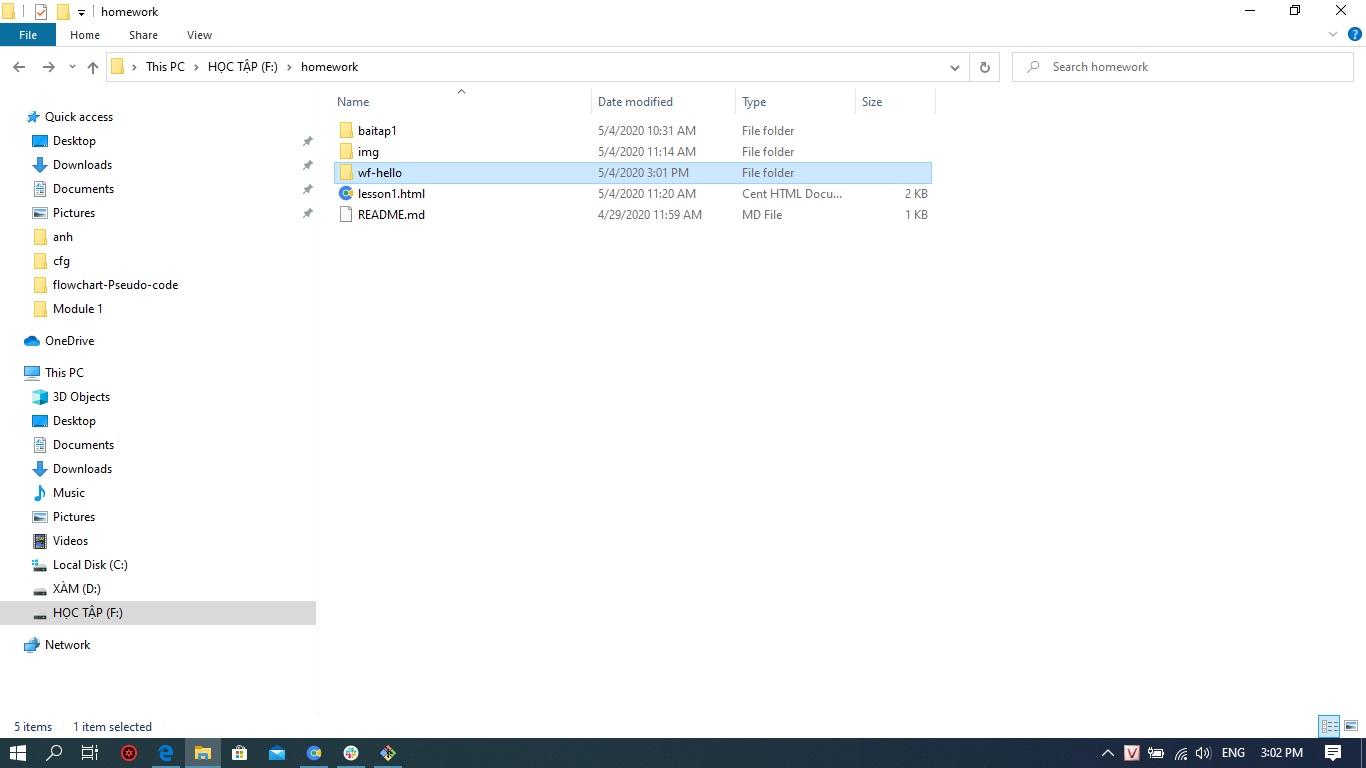 homework
File Home Share View
This PC HỌC TẬP (F:) homework
Search homework
Name Date modified Type Size
baitap1 5/4/2020 10:31 AM File folder
img 5/4/2020 11:14 AM File folder
wf-hello 5/4/2020 3:01 PM File folder
lesson1.html 5/4/2020 11:20 AM Cent HTML Docu... 2 KB
README.md 4/29/2020 11:59 AM MD File 1 KB
Quick access
Desktop
Downloads
Documents
Pictures
anh
cfg
flowchart-Pseudo-code
Module 1
OneDrive
This PC
3D Objects
Desktop
Documents
Downloads
Music
Pictures
Videos
Local Disk (C:)
XÀM (D:)
HỌC TẬP (F:)
Network
5 items 1 item selected
V ENG 3:02 PM